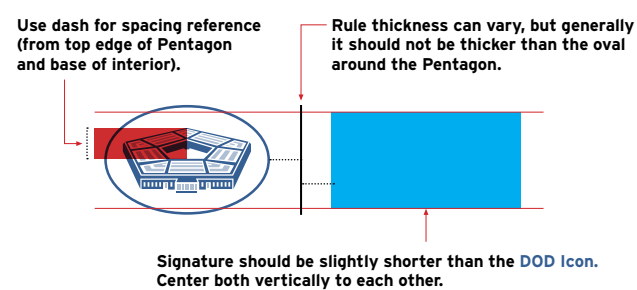 Use dash for spacing reference
(from top edge of Pentagon
and base of interior).
Rule thickness can vary, but generally
it should not be thicker than the oval
around the Pentagon.
Signature should be slightly shorter than the DOD Icon.
Center both vertically to each other.